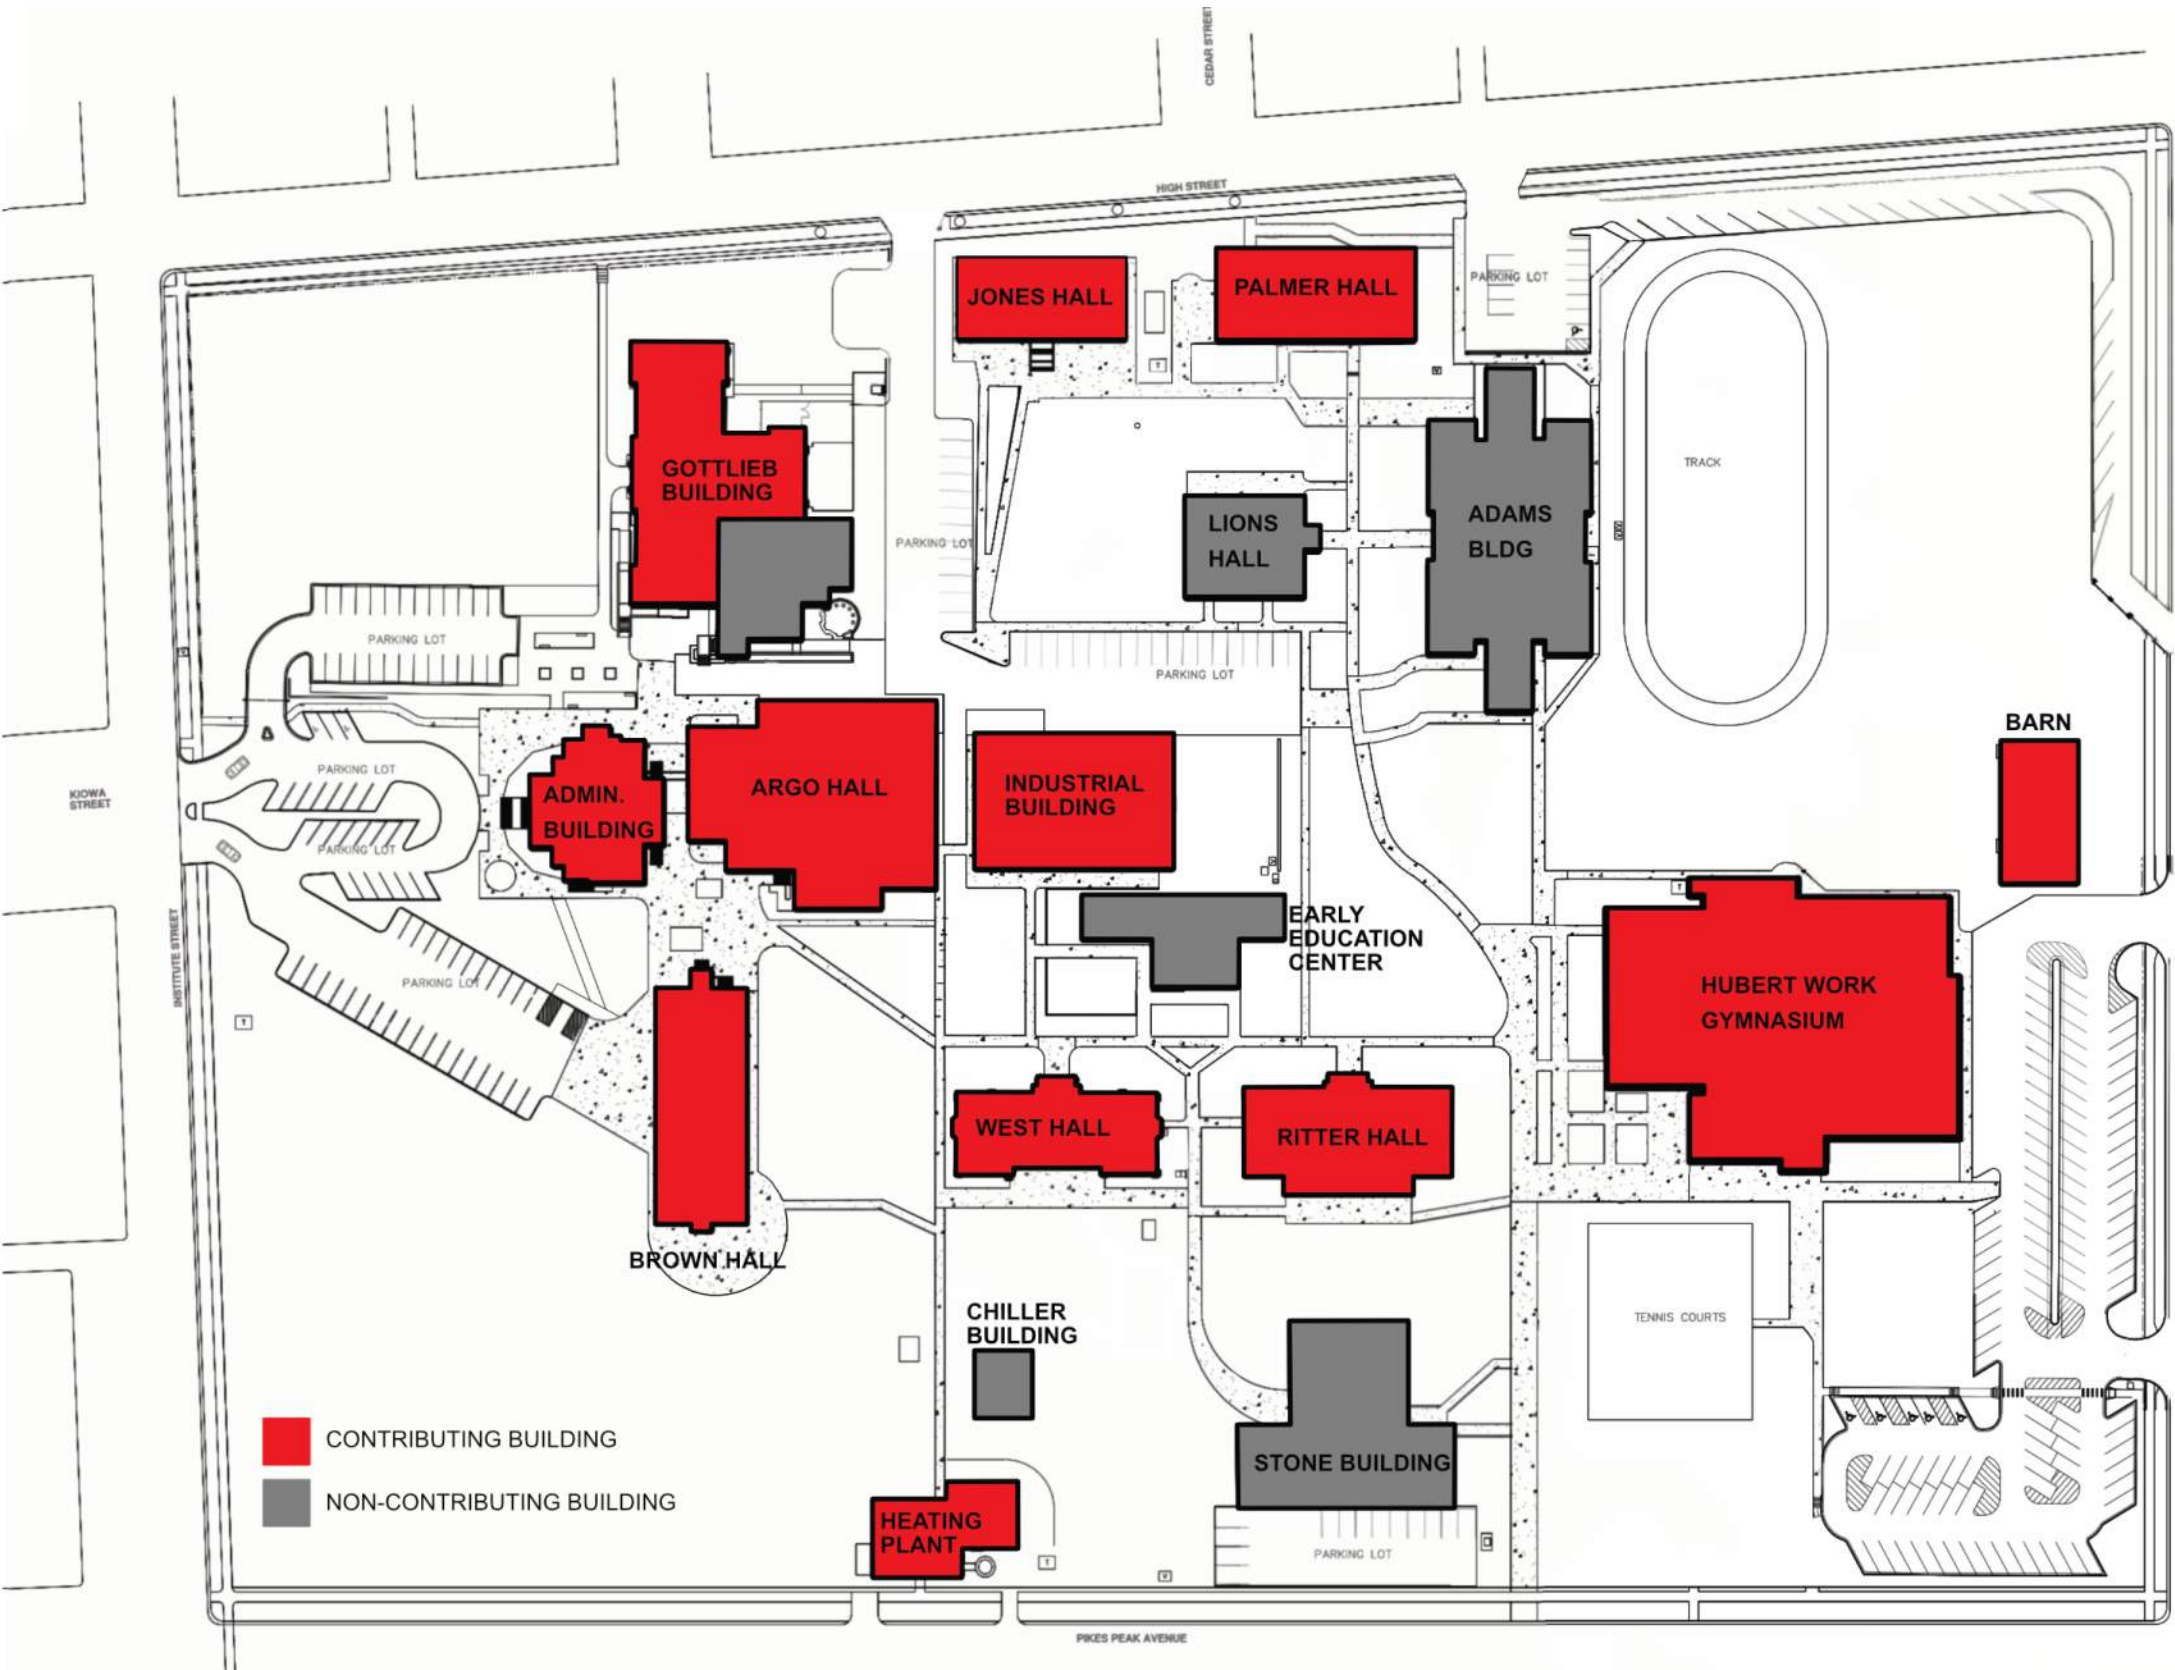 CEDAR STREET
HIGH STREET
JONES HALL
PALMER HALL
PARKING LOT
GOTTLIEB
BUILDING
TRACK
LIONS
HALL
ADAMS
BLDG
PARKING LOT
PARKING LOT
PARKING LOT
BARN
KIOWA
STREET
PARKING LOT
PARKING LOT
ADMIN.
BUILDING
ARGO HALL
INDUSTRIAL
BUILDING
EARLY
EDUCATION
CENTER
INSTITUTE STREET
PARKING LOT
HUBERT WORK
GYMNASIUM
T
T
WEST HALL
RITTER HALL
BROWN HALL
CHILLER
BUILDING
TENNIS COURTS
CONTRIBUTING BUILDING
NON-CONTRIBUTING BUILDING
STONE BUILDING
HEATING
PLANT
T
PARKING LOT
PIKES PEAK AVENUE